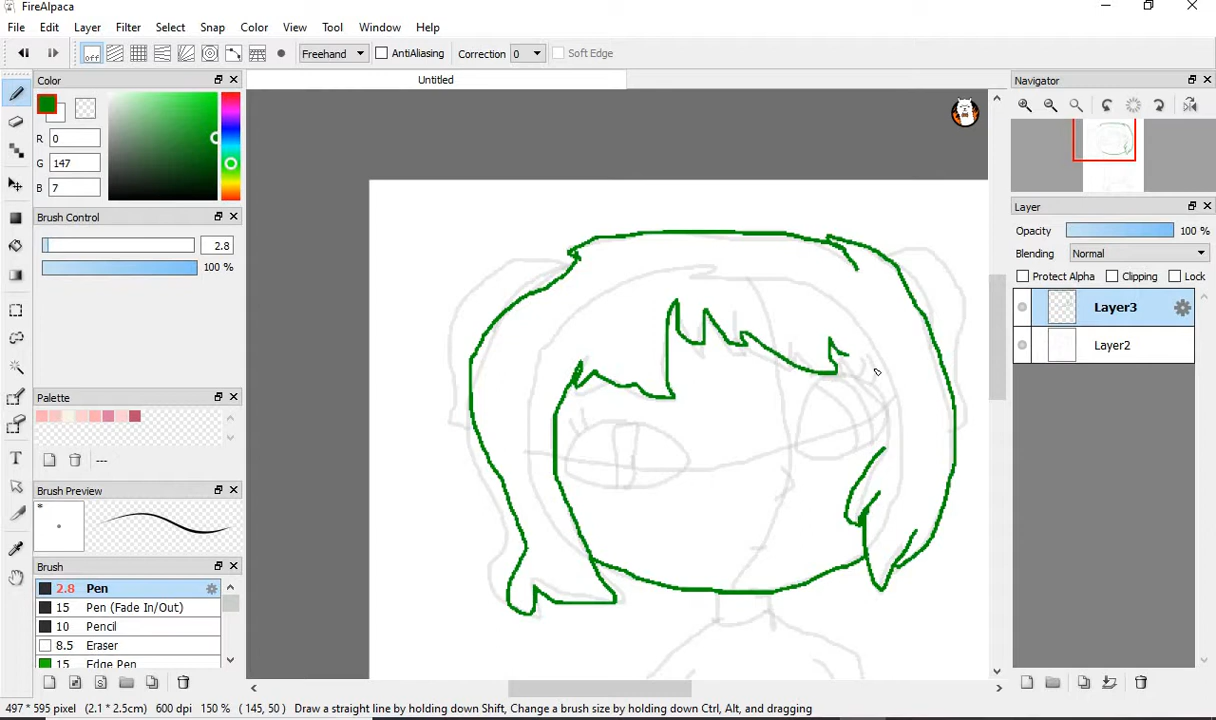 FireAlpaca
File Edit Layer Filter Select Snap Color View Tool Window Help
off Freehand AntiAliasing Correction 0 Soft Edge
Color
Untitled
Navigator
R 0
G 147
B 7
Layer
Brush Control
2.8
100 %
Opacity 100 %
Blending Normal
Protect Alpha Clipping Lock
Layer3
Layer2
Palette
---
Brush Preview
*
Brush
2.8 Pen
15 Pen (Fade In/Out)
10 Pencil
8.5 Eraser
15 Edge Pen
497 * 595 pixel (2.1 * 2.5cm) 600 dpi 150 % (145, 50) Draw a straight line by holding down Shift, Change a brush size by holding down Ctrl, Alt, and dragging